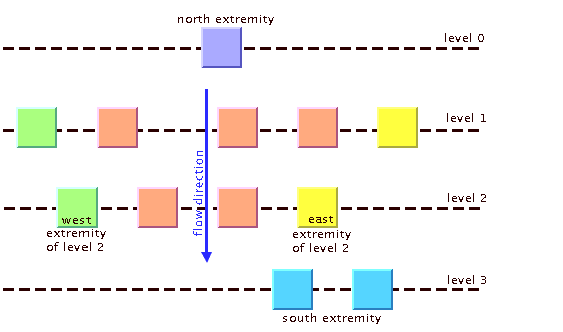 north extremity
level 0
level 1
flow direction
level 2
west
extremity
of level 2
east
extremity
of level 2
level 3
south extremity